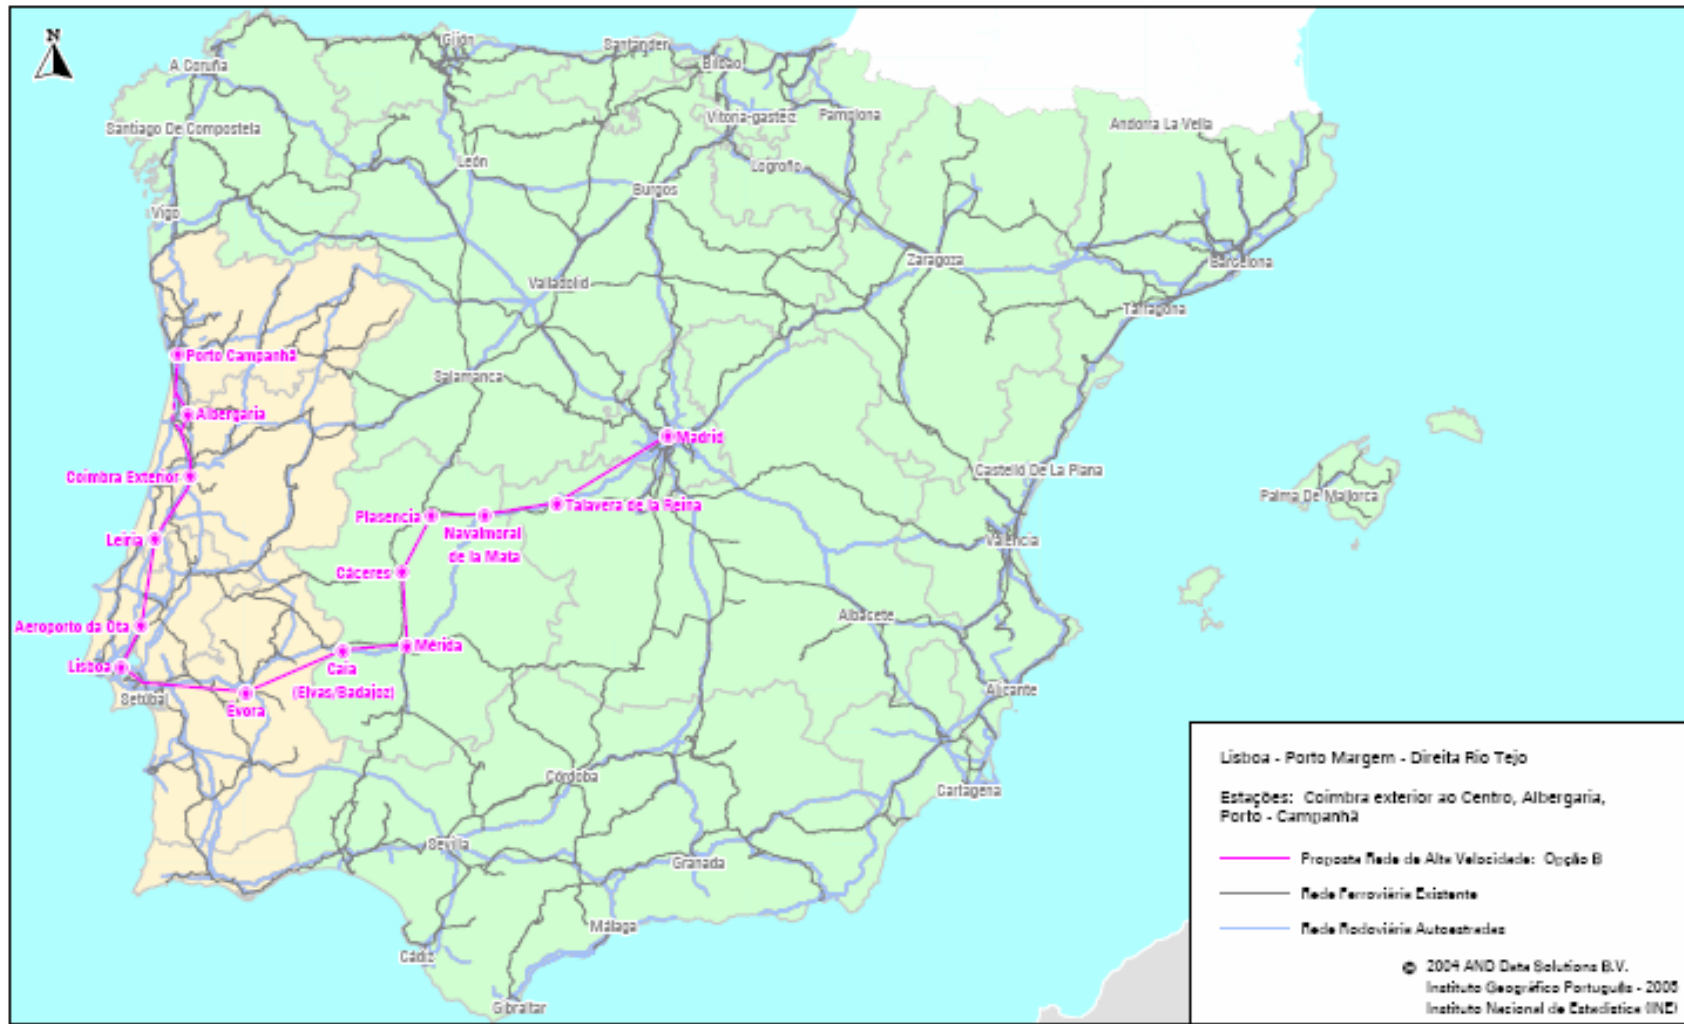 N
Gijón
Santander
A Coruña
Bilbao
Santiago De Compostela
Vitoria-gasteiz
Pamplona
Andorra La Vella
León
Logroño
Burgos
Vigo
Zaragoza
Barcelona
Valladolid
Tarragona
Porto Campanhã
Salamanca
Albergaria
Madrid
Coimbra Exterior
Castelló De La Plana
Palma De Mallorca
Talavera de la Reina
Plasencia
Navalmoral
de la Mata
Leiria
Valencia
Cáceres
Albacete
Aeroporto da Ota
Mérida
Lisboa
Caia
(Elvas/Badajoz)
Setúbal
Evora
Alicante
Córdoba
Cartagena
Sevilla
Granada
Málaga
Cádiz
Gibraltar
Lisboa - Porto Margem - Direita Rio Tejo
Estações: Coimbra exterior ao Centro, Albergaria,
Porto - Campanhã
Proposta Rede de Alta Velocidade: Opção B
Rede Ferroviária Existente
Rede Rodoviária Autoestradas
© 2004 AND Data Solutions B.V.
Instituto Geográfico Português - 2005
Instituto Nacional de Estadistica (INE)